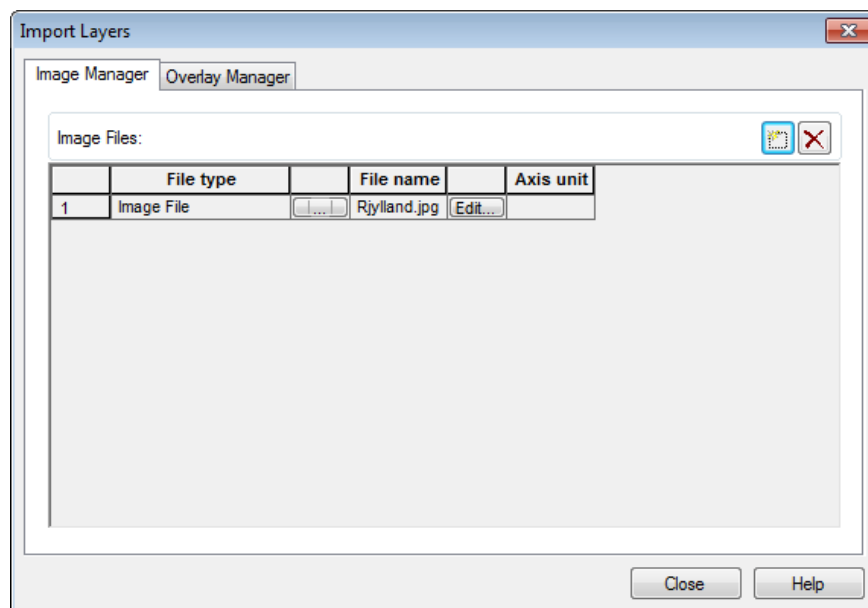 Import Layers
Image Manager Overlay Manager
Image Files:
File type File name Axis unit
1 Image File ... Rjylland.jpg Edit...
Close Help